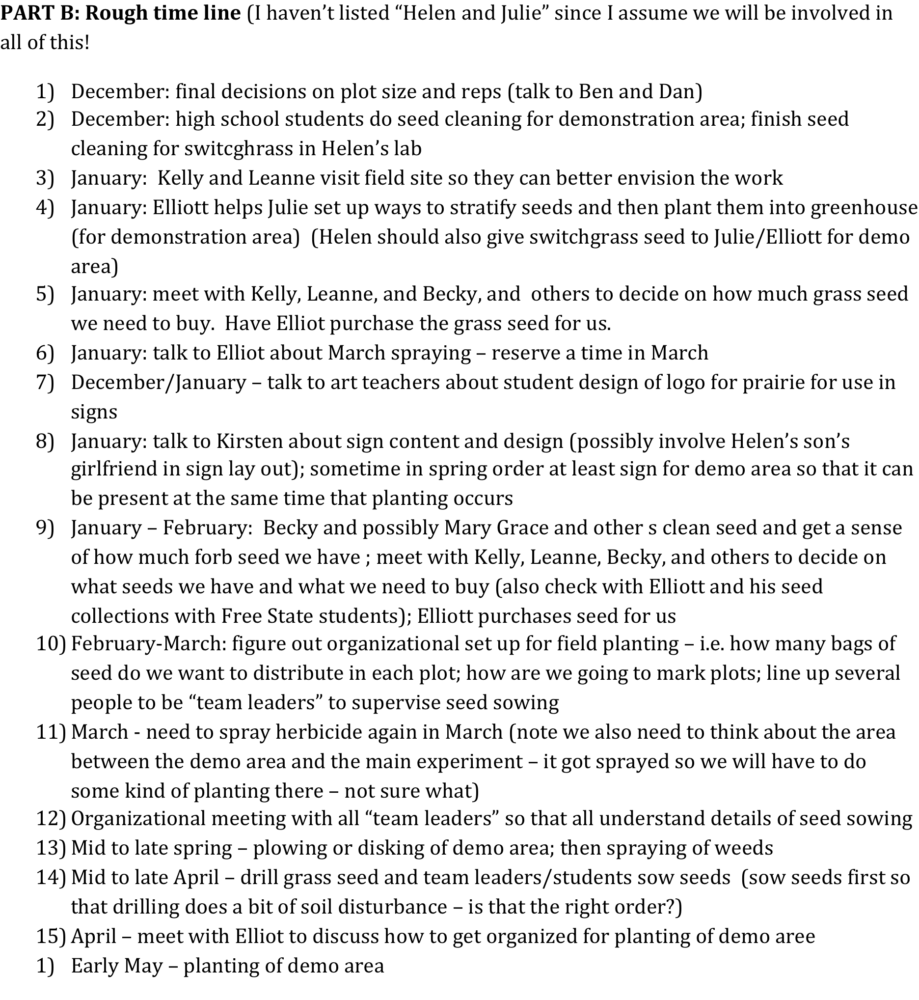 PART B: Rough time line (I haven’t listed “Helen and Julie” since I assume we will be involved in
all of this!
1) December: final decisions on plot size and reps (talk to Ben and Dan)
2) December: high school students do seed cleaning for demonstration area; finish seed
cleaning for switcghrass in Helen’s lab
3) January:  Kelly and Leanne visit field site so they can better envision the work
4) January: Elliott helps Julie set up ways to stratify seeds and then plant them into greenhouse
(for demonstration area)  (Helen should also give switchgrass seed to Julie/Elliott for demo
area)
5) January: meet with Kelly, Leanne, and Becky, and  others to decide on how much grass seed
we need to buy.  Have Elliot purchase the grass seed for us.
6) January: talk to Elliot about March spraying – reserve a time in March
7) December/January – talk to art teachers about student design of logo for prairie for use in
signs
8) January: talk to Kirsten about sign content and design (possibly involve Helen’s son’s
girlfriend in sign lay out); sometime in spring order at least sign for demo area so that it can
be present at the same time that planting occurs
9) January – February:  Becky and possibly Mary Grace and other s clean seed and get a sense
of how much forb seed we have ; meet with Kelly, Leanne, Becky, and others to decide on
what seeds we have and what we need to buy (also check with Elliott and his seed
collections with Free State students); Elliott purchases seed for us
10) February-March: figure out organizational set up for field planting – i.e. how many bags of
seed do we want to distribute in each plot; how are we going to mark plots; line up several
people to be “team leaders” to supervise seed sowing
11) March - need to spray herbicide again in March (note we also need to think about the area
between the demo area and the main experiment – it got sprayed so we will have to do
some kind of planting there – not sure what)
12) Organizational meeting with all “team leaders” so that all understand details of seed sowing
13) Mid to late spring – plowing or disking of demo area; then spraying of weeds
14) Mid to late April – drill grass seed and team leaders/students sow seeds  (sow seeds first so
that drilling does a bit of soil disturbance – is that the right order?)
15) April – meet with Elliot to discuss how to get organized for planting of demo aree
1) Early May – planting of demo area